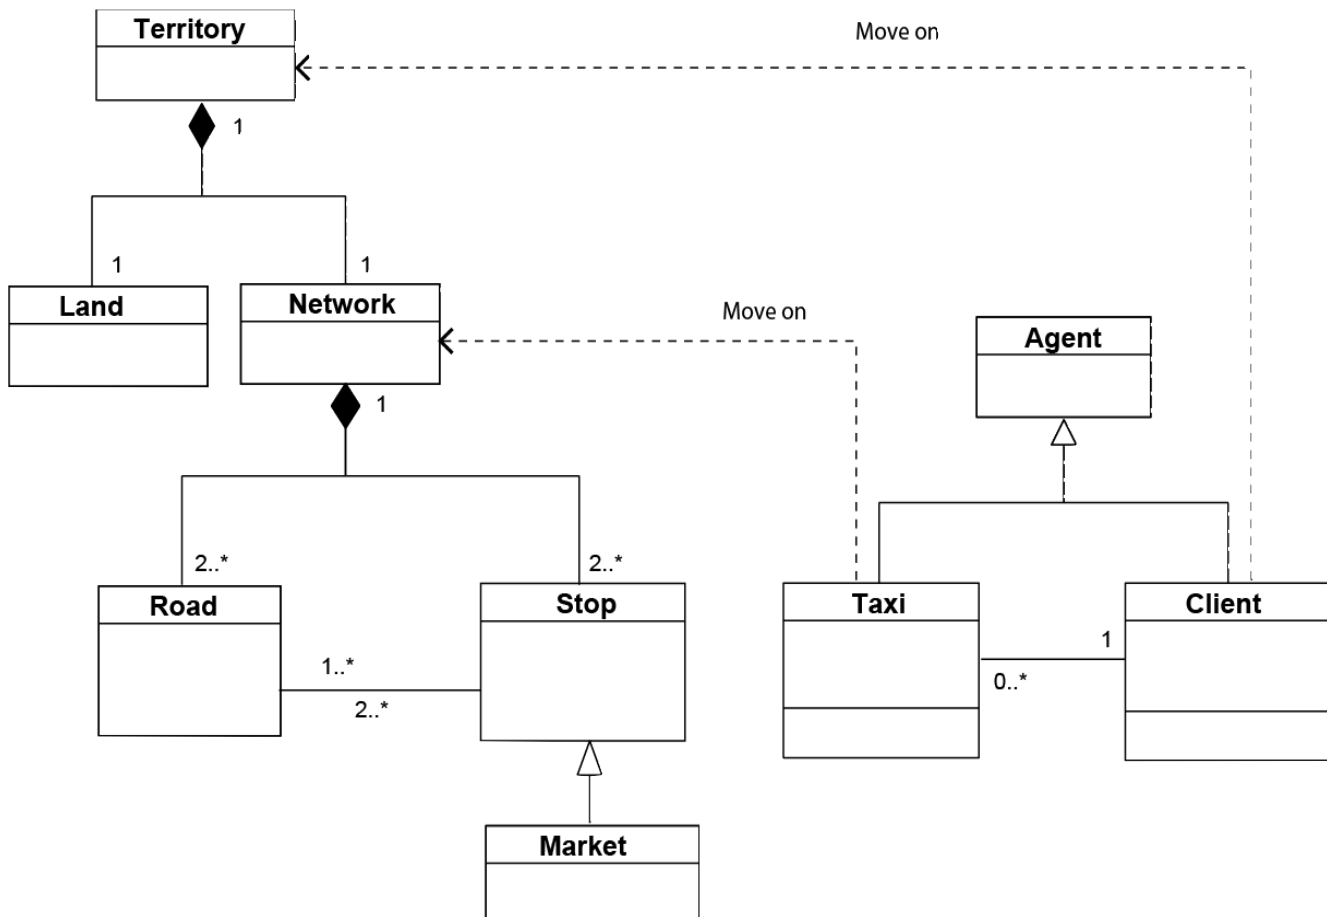 Territory
Move on
1
1
1
Land
Network
Move on
Agent
1
2..*
2..*
Road
Stop
Taxi
Client
1..*
2..*
1
0..*
Market